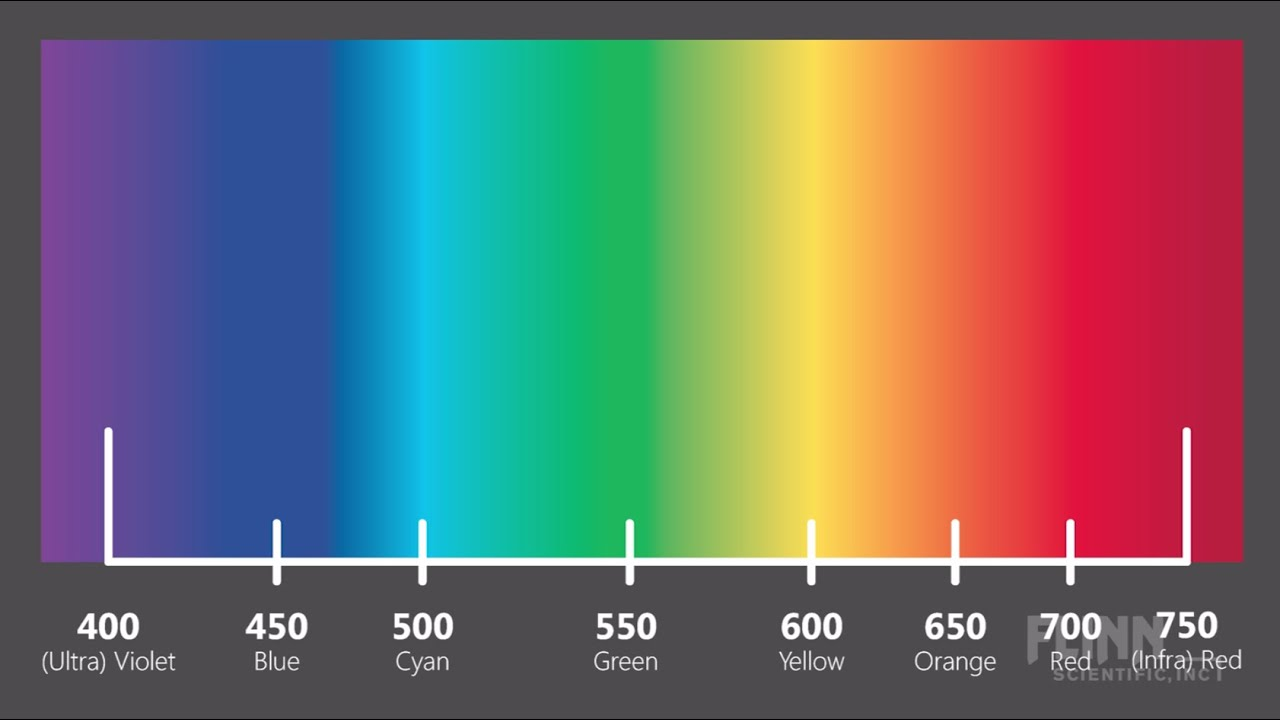 400 450 500 550 600 650 700 750
(Ultra) Violet Blue Cyan Green Yellow Orange Red (Infra) Red
FLINN
SCIENTIFIC, INC